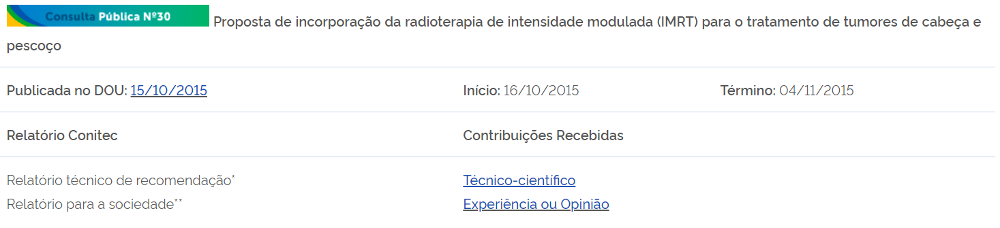 Consulta Pública Nº30 Proposta de incorporação da radioterapia de intensidade modulada (IMRT) para o tratamento de tumores de cabeça e
pescoço
Publicada no DOU: 15/10/2015 Início: 16/10/2015 Término: 04/11/2015
Relatório Conitec Contribuições Recebidas
Relatório técnico de recomendação* Técnico-científico
Relatório para a sociedade** Experiência ou Opinião